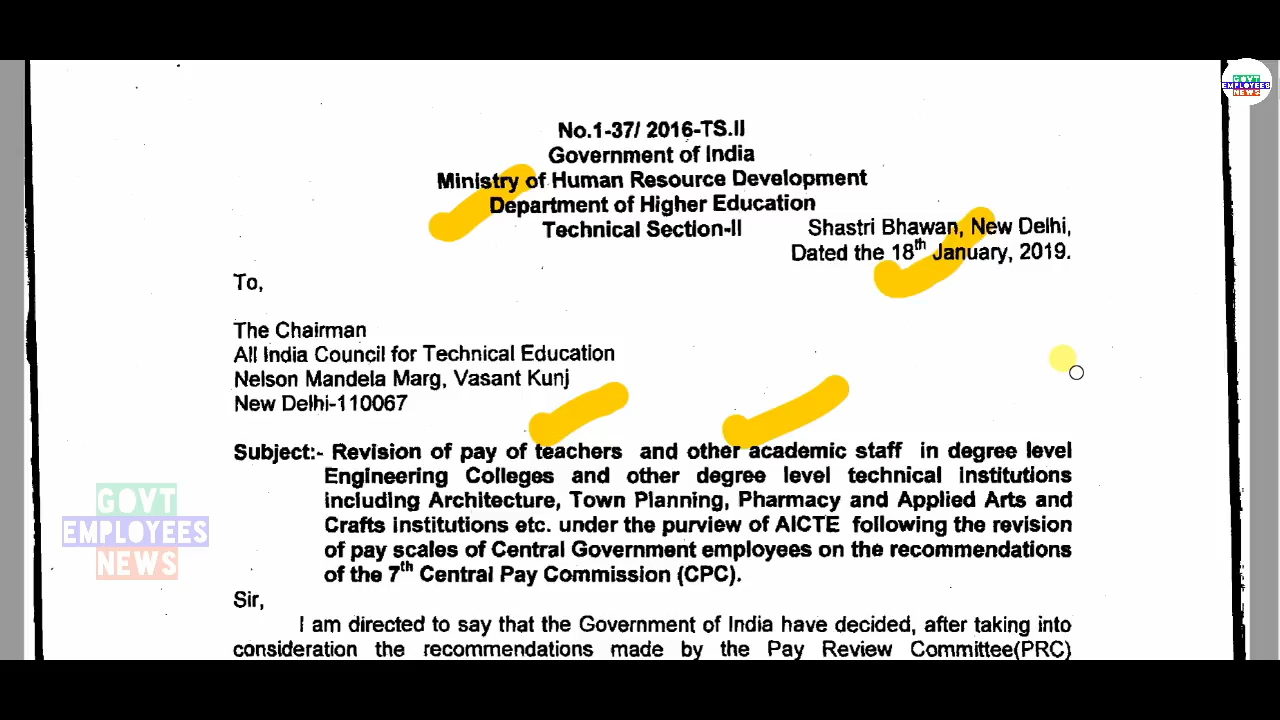 GOVT
EMPLOYEES
NEWS
No.1-37/ 2016-TS.II
Government of India
Ministry of Human Resource Development
Department of Higher Education
Technical Section-II
Shastri Bhawan, New Delhi,
Dated the 18th January, 2019.
To,
The Chairman
All India Council for Technical Education
Nelson Mandela Marg, Vasant Kunj
New Delhi-110067
Subject:- Revision of pay of teachers and other academic staff in degree level
Engineering Colleges and other degree level technical institutions
including Architecture, Town Planning, Pharmacy and Applied Arts and
Crafts institutions etc. under the purview of AICTE following the revision
of pay scales of Central Government employees on the recommendations
of the 7th Central Pay Commission (CPC).
GOVT
EMPLOYEES
NEWS
Sir,
I am directed to say that the Government of India have decided, after taking into
consideration the recommendations made by the Pay Review Committee(PRC)